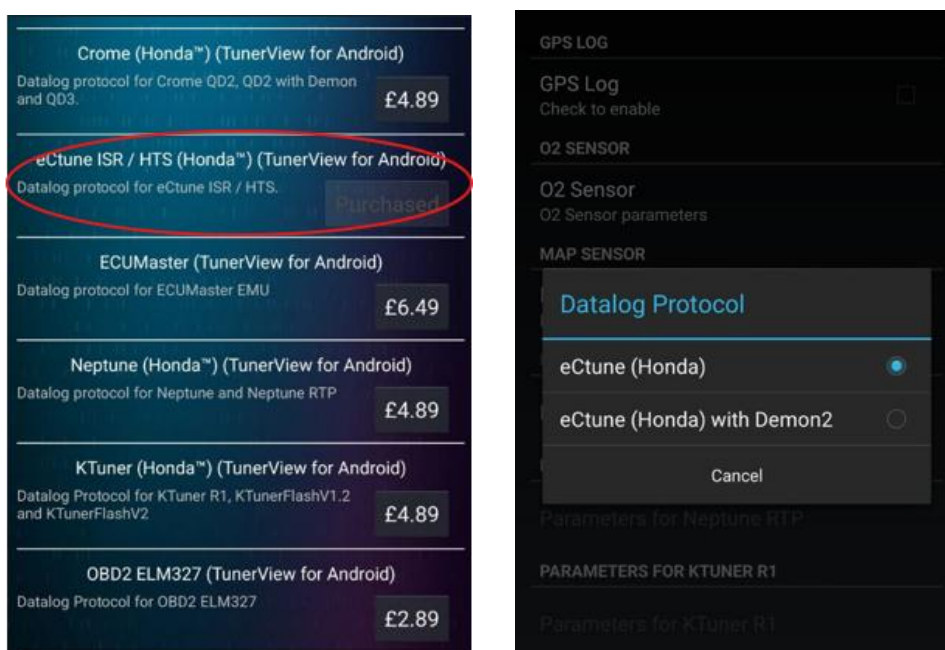 Crome (Honda™) (TunerView for Android)
Datalog protocol for Crome QD2, QD2 with Demon
and QD3.
£4.89
eCtune ISR / HTS (Honda™) (TunerView for Android)
Datalog protocol for eCtune ISR / HTS.
Purchased
ECUMaster (TunerView for Android)
Datalog protocol for ECUMaster EMU
£6.49
Neptune (Honda™) (TunerView for Android)
Datalog protocol for Neptune and Neptune RTP
£4.89
KTuner (Honda™) (TunerView for Android)
Datalog Protocol for KTuner R1, KTunerFlashV1.2
and KTunerFlashV2
£4.89
OBD2 ELM327 (TunerView for Android)
Datalog Protocol for OBD2 ELM327
£2.89
GPS LOG
GPS Log
Check to enable
O2 SENSOR
O2 Sensor
O2 Sensor parameters
MAP SENSOR
Datalog Protocol
eCtune (Honda)
eCtune (Honda) with Demon2
Cancel
Parameters for Neptune RTP
PARAMETERS FOR KTUNER R1
Parameters for KTuner R1